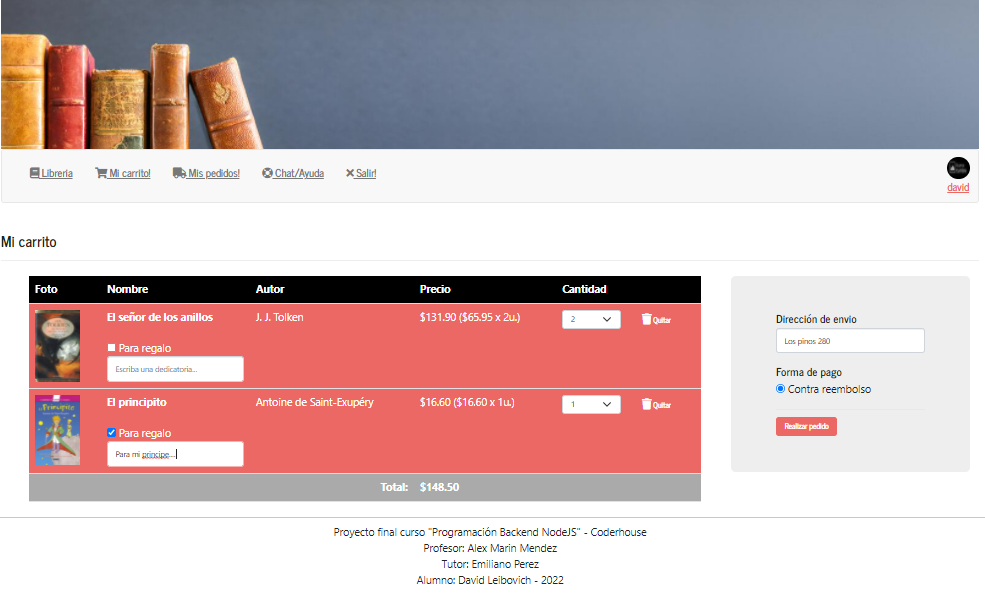 Libreria Mi carrito! Mis pedidos! Chat/Ayuda Salir!
david
Mi carrito
Foto Nombre Autor Precio Cantidad
El señor de los anillos J. J. Tolken $131.90 ($65.95 x 2u.) 2 Quitar
Para regalo
Escriba una dedicatoria...
El principito Antoine de Saint-Exupéry $16.60 ($16.60 x 1u.) 1 Quitar
Para regalo
Para mi principe...
Total: $148.50
Dirección de envio
Los pinos 280
Forma de pago
Contra reembolso
Realizar pedido
Proyecto final curso "Programación Backend NodeJS" - Coderhouse
Profesor: Alex Marin Mendez
Tutor: Emiliano Perez
Alumno: David Leibovich - 2022